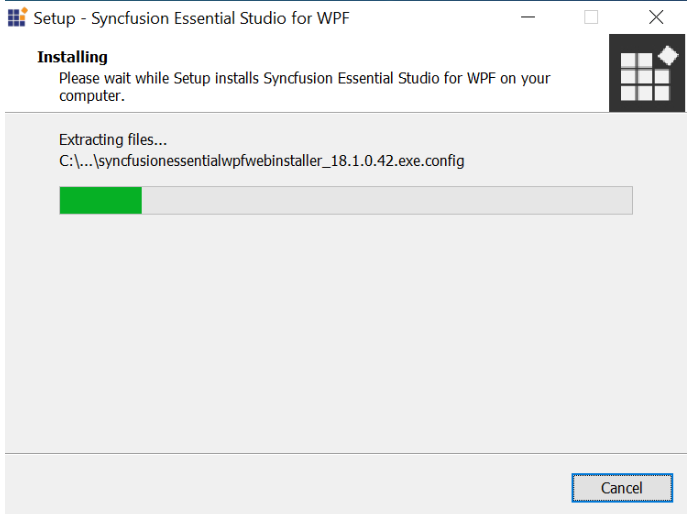 Setup - Syncfusion Essential Studio for WPF
Installing
Please wait while Setup installs Syncfusion Essential Studio for WPF on your
computer.
Extracting files...
C:\...\syncfusionessentialwpfwebinstaller_18.1.0.42.exe.config
Cancel